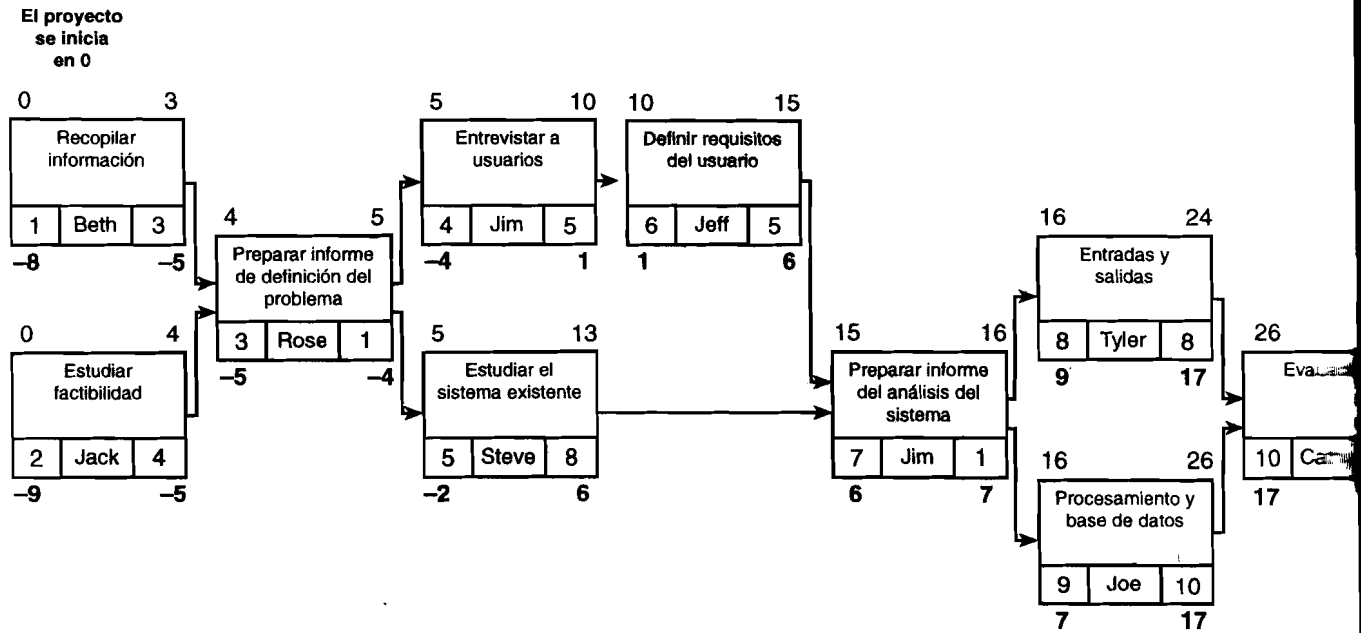 El proyecto
se inicia
en 0
0 3
Recopilar
información
1 Beth 3
–8 –5
0 4
Estudiar
factibilidad
2 Jack 4
–9 –5
4 5
Preparar informe
de definición del
problema
3 Rose 1
–5 –4
5 10
Entrevistar a
usuarios
4 Jim 5
–4 1
5 13
Estudiar el
sistema existente
5 Steve 8
–2 6
10 15
Definir requisitos
del usuario
6 Jeff 5
1 6
15 16
Preparar informe
del análisis del
sistema
7 Jim 1
6 7
16 24
Entradas y
salidas
8 Tyler 8
9 17
16 26
Procesamiento y
base de datos
9 Joe 10
7 17
26
10
17